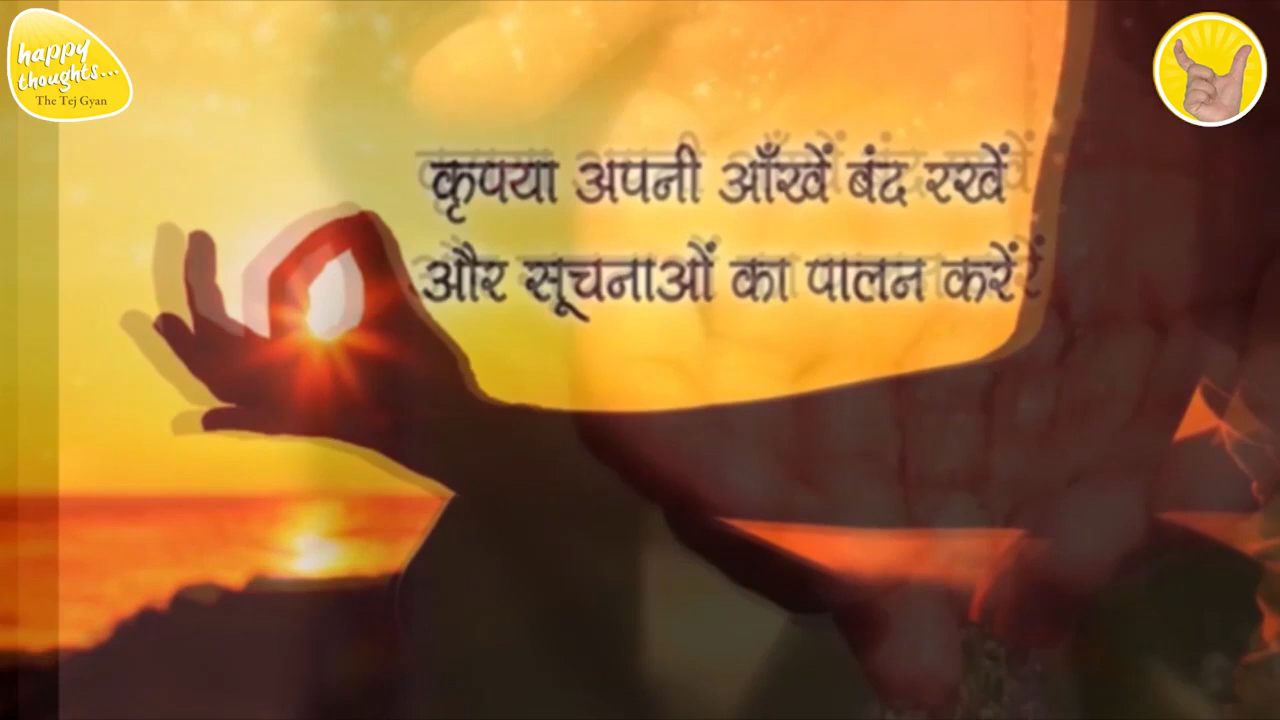 happy
thoughts...
The Tej Gyan
कृपया अपनी आँखें बंद रखें
और सूचनाओं का पालन करें